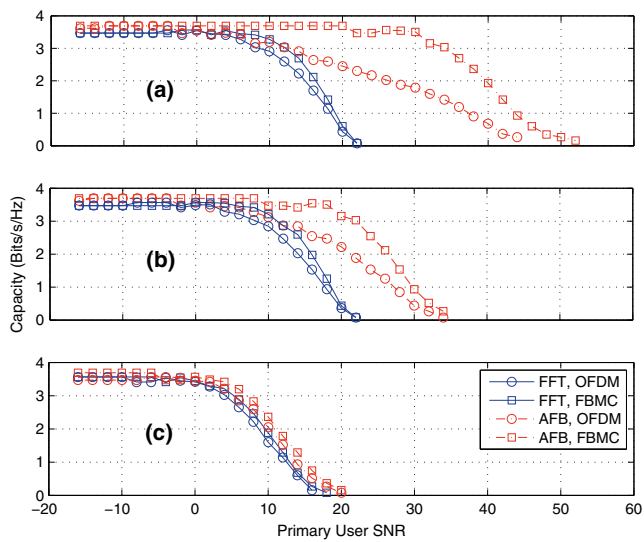 4
3
2
1
0
(a)
4
3
2
1
0
(b)
Capacity (Bits/s/Hz)
4
3
2
1
0
(c)
FFT, OFDM
FFT, FBMC
AFB, OFDM
AFB, FBMC
−20 −10 0 10 20 30 40 50 60
Primary User SNR